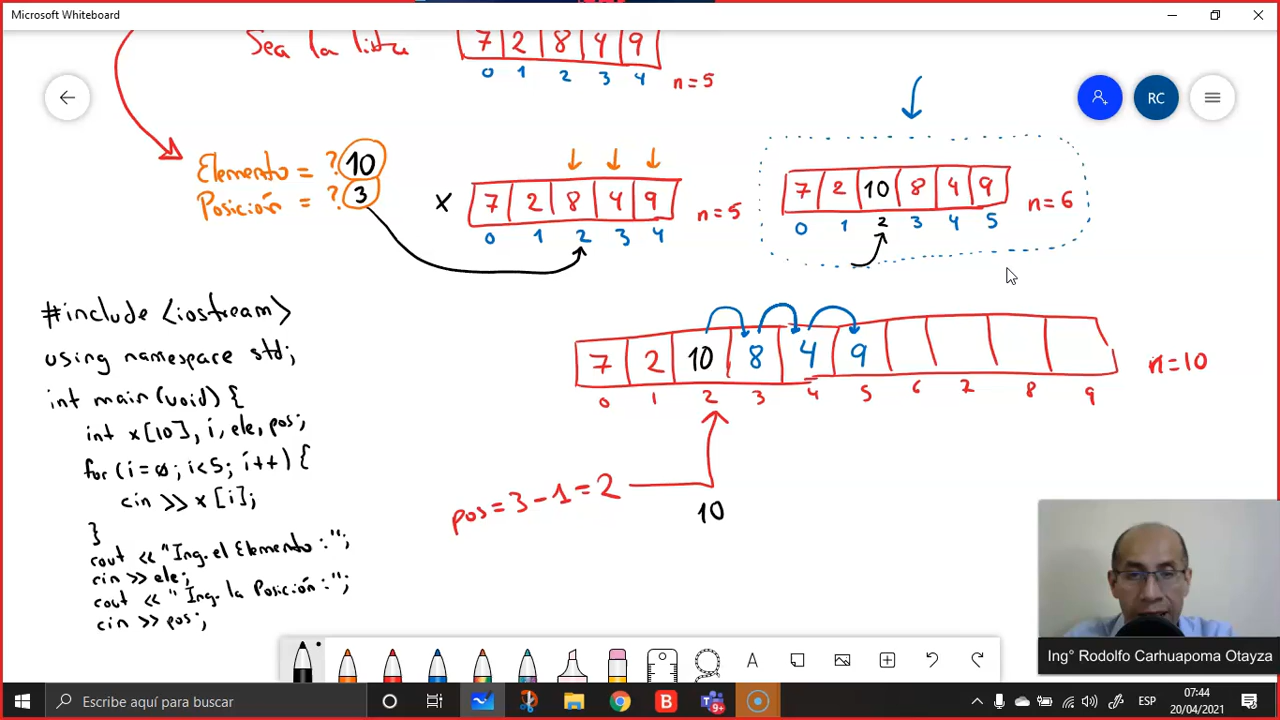 Microsoft Whiteboard
Sea la lista
7 2 8 4 9
0 1 2 3 4
n=5
RC
Elemento = ? 10
Posición = ? 3
x 7 2 8 4 9
n=5
0 1 2 3 4
7 2 10 8 4 9
n=6
0 1 2 3 4 5
#include <iostream>
using namespace std;
int main(void) {
int x[10], i, ele, pos;
for (i=0; i<5; i++) {
cin >> x[i];
}
cout << "Ing. el Elemento :";
cin >> ele;
cout << "Ing. la Posición :";
cin >> pos;
7 2 10 8 4 9
n=10
0 1 2 3 4 5 6 7 8 9
pos = 3 - 1 = 2
10
Ing° Rodolfo Carhuapoma Otayza
A
Escribe aquí para buscar
B
9+
ESP
07:44
20/04/2021